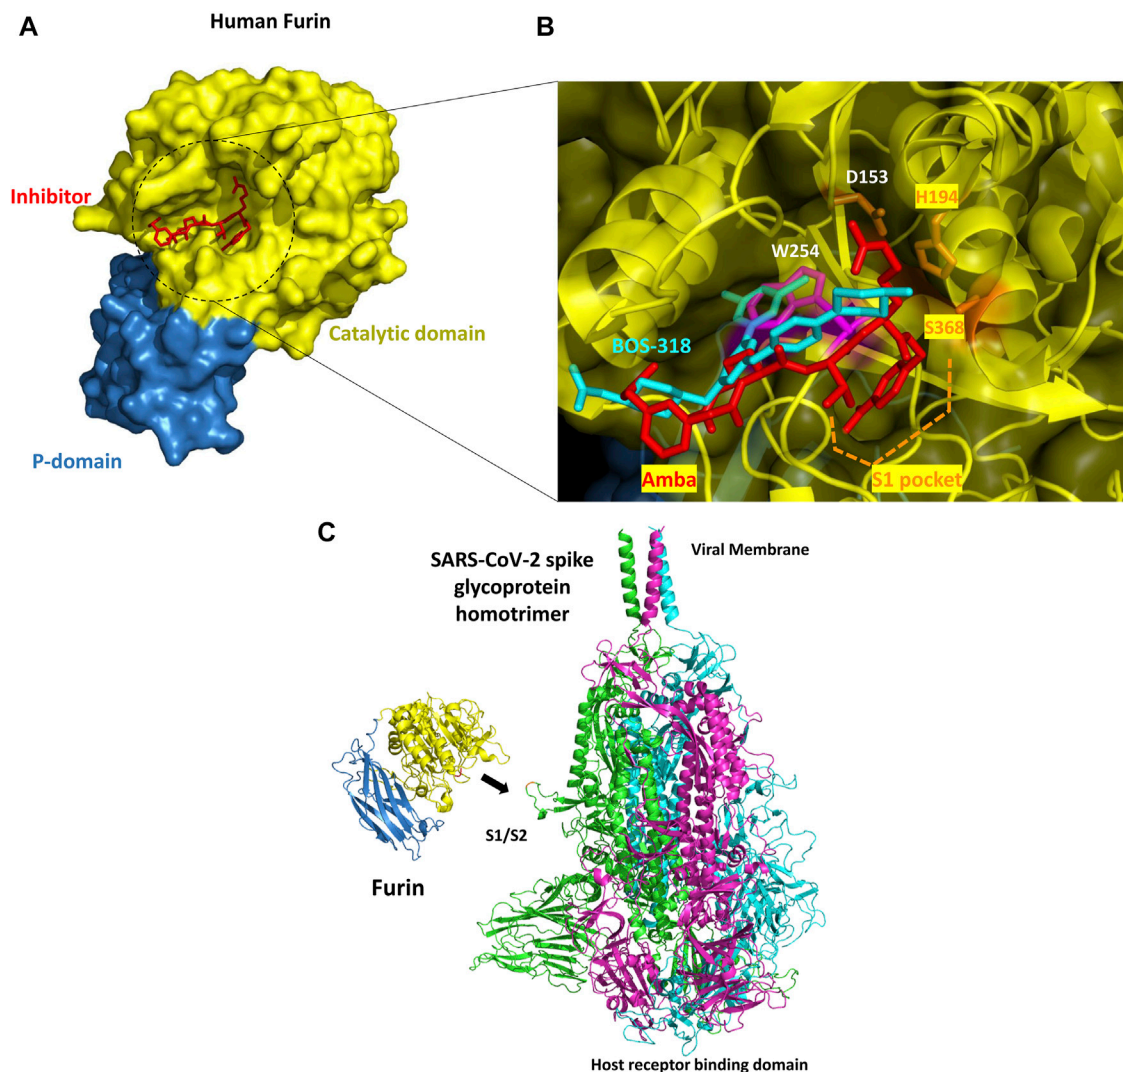 A
Human Furin
Inhibitor
Catalytic domain
P-domain
B
D153
H194
W254
BOS-318
S368
Amba
S1 pocket
C
SARS-CoV-2 spike
glycoprotein
homotrimer
Viral Membrane
S1/S2
Furin
Host receptor binding domain